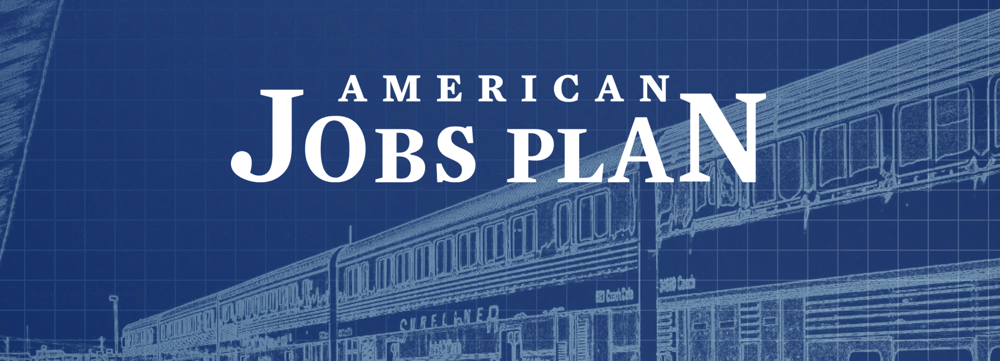 AMERICAN
JOBS PLAN
SURFLINER
Coach Cafe
Coach